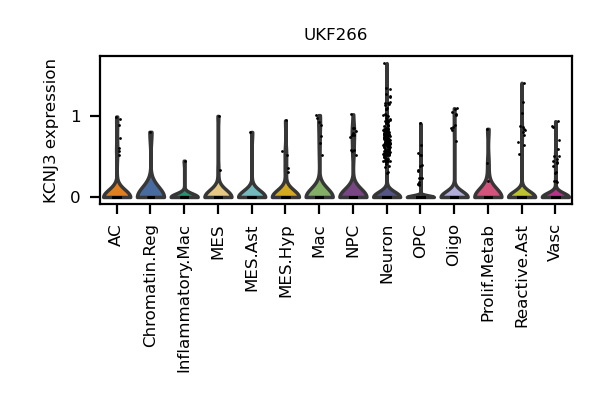 UKF266
KCNJ3 expression
1
0
AC
Chromatin.Reg
Inflammatory.Mac
MES
MES.Ast
MES.Hyp
Mac
NPC
Neuron
OPC
Oligo
Prolif.Metab
Reactive.Ast
Vasc